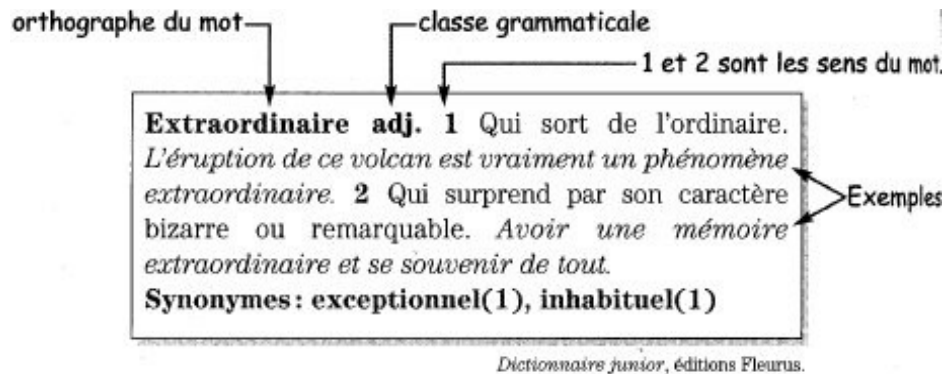 orthographe du mot
classe grammaticale
1 et 2 sont les sens du mot.
Extraordinaire adj. 1 Qui sort de l'ordinaire.
L'éruption de ce volcan est vraiment un phénomène
extraordinaire. 2 Qui surprend par son caractère
bizarre ou remarquable. Avoir une mémoire
extraordinaire et se souvenir de tout.
Synonymes : exceptionnel(1), inhabituel(1)
Exemples
Dictionnaire junior, éditions Fleurus.